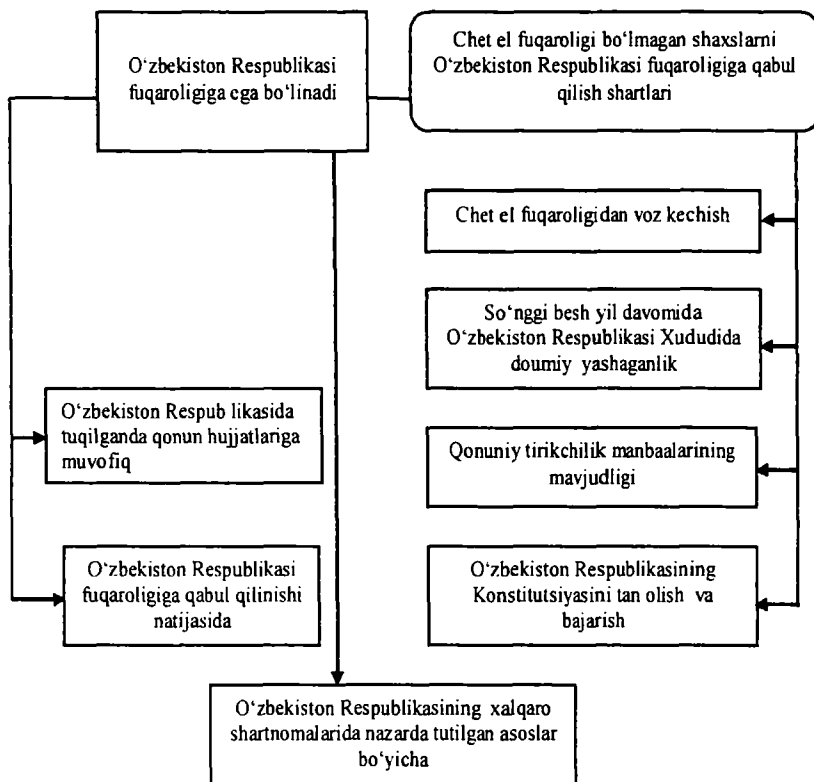 O‘zbekiston Respublikasi
fuqaroligiga ega bo‘linadi
Chet el fuqaroligi bo‘lmagan shaxslarni
O‘zbekiston Respublikasi fuqaroligiga qabul
qilish shartlari
Chet el fuqaroligidan voz kechish
So‘nggi besh yil davomida
O‘zbekiston Respublikasi Xududida
doumiy yashaganlik
O‘zbekiston Respub likasida
tuqilganda qonun hujjatlariga
muvofiq
Qonuniy tirikchilik manbaalarining
mavjudligi
O‘zbekiston Respublikasi
fuqaroligiga qabul qilinishi
natijasida
O‘zbekiston Respublikasining
Konstitutsiyasini tan olish va
bajarish
O‘zbekiston Respublikasining xalqaro
shartnomalarida nazarda tutilgan asoslar
bo‘yicha